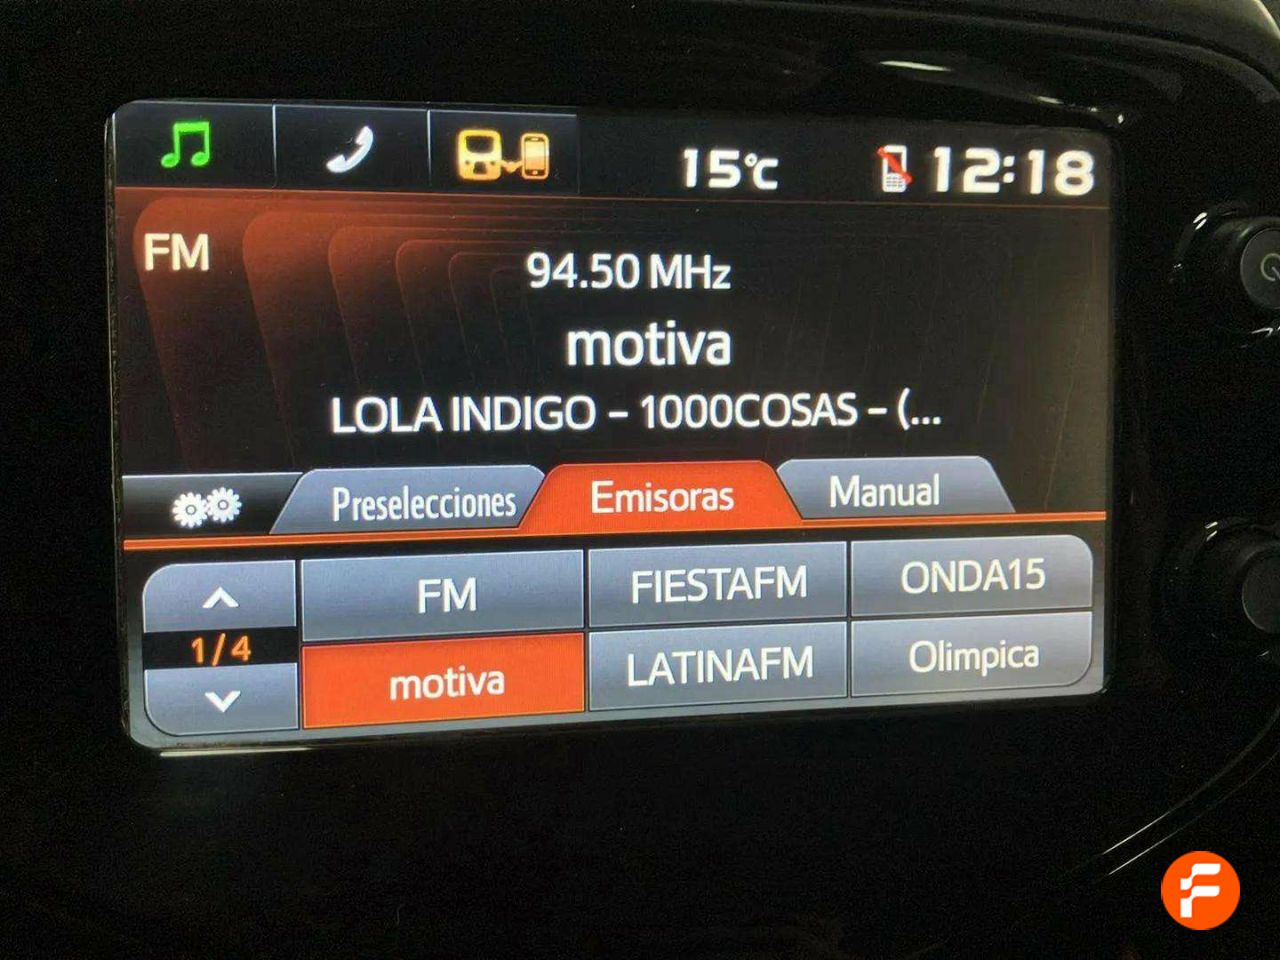 15°C
12:18
FM
94.50 MHz
motiva
LOLA INDIGO - 1000COSAS - (...
Preselecciones
Emisoras
Manual
FM
FIESTAFM
ONDA15
1/4
motiva
LATINAFM
Olimpica
F